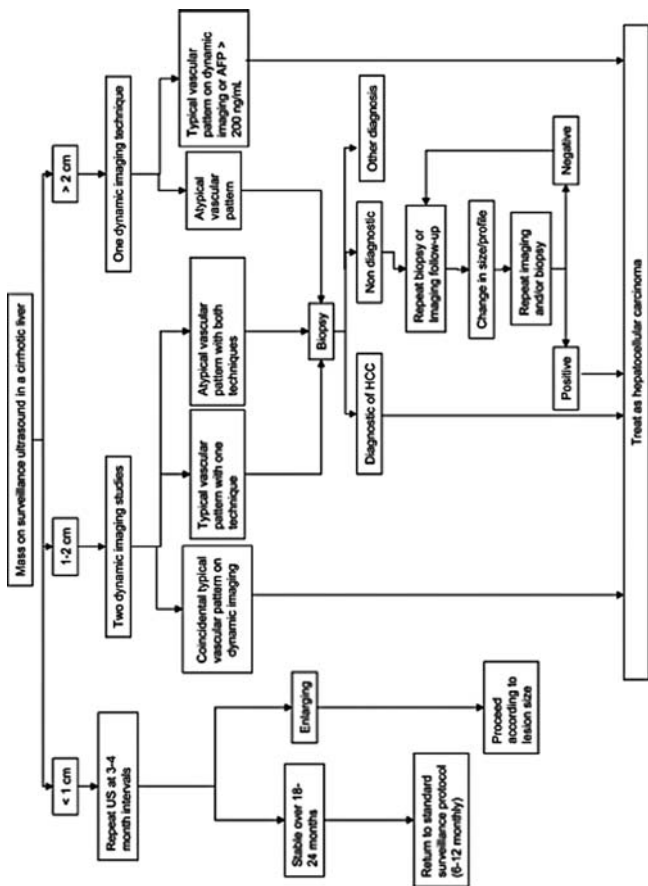 Mass on surveillance ultrasound in a cirrhotic liver
< 1 cm
1-2 cm
> 2 cm
Repeat US at 3-4
month intervals
Two dynamic imaging studies
One dynamic imaging technique
Coincidental typical
vascular pattern on
dynamic imaging
Typical vascular
pattern with one
technique
Atypical vascular
pattern with both
techniques
Atypical
vascular
pattern
Typical vascular
pattern on dynamic
imaging or AFP >
200 ng/mL
Stable over 18-
24 months
Enlarging
Biopsy
Return to standard
surveillance protocol
(6-12 monthly)
Proceed
according to
lesion size
Diagnostic of HCC
Non diagnostic
Other diagnosis
Repeat biopsy or
Imaging follow-up
Change in size/profile
Repeat imaging
and/or biopsy
Positive
Negative
Treat as hepatocellular carcinoma